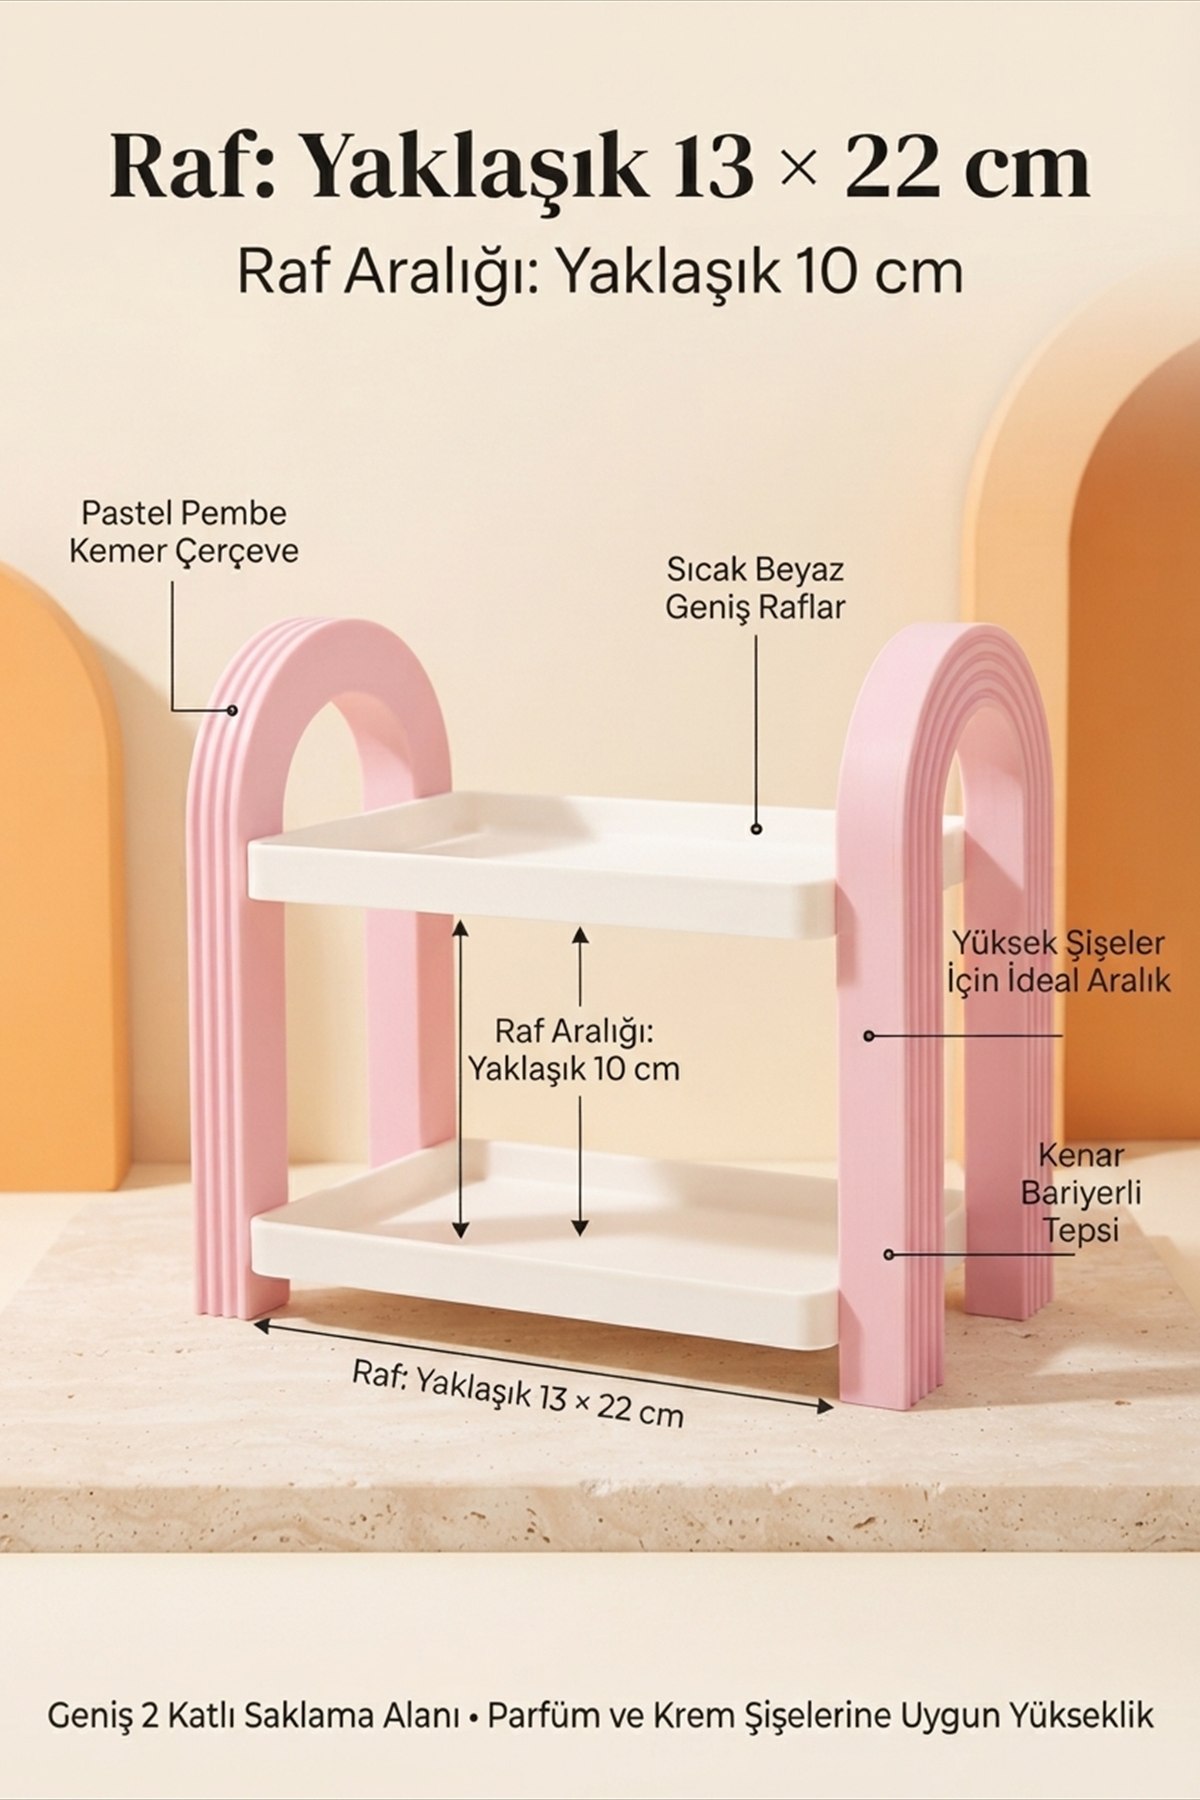 Raf: Yaklaşık 13 × 22 cm
Raf Aralığı: Yaklaşık 10 cm
Pastel Pembe
Kemer Çerçeve
Sıcak Beyaz
Geniş Raflar
Yüksek Şişeler
İçin İdeal Aralık
Raf Aralığı:
Yaklaşık 10 cm
Kenar
Bariyerli
Tepsi
Raf: Yaklaşık 13 × 22 cm
Geniş 2 Katlı Saklama Alanı • Parfüm ve Krem Şişelerine Uygun Yükseklik